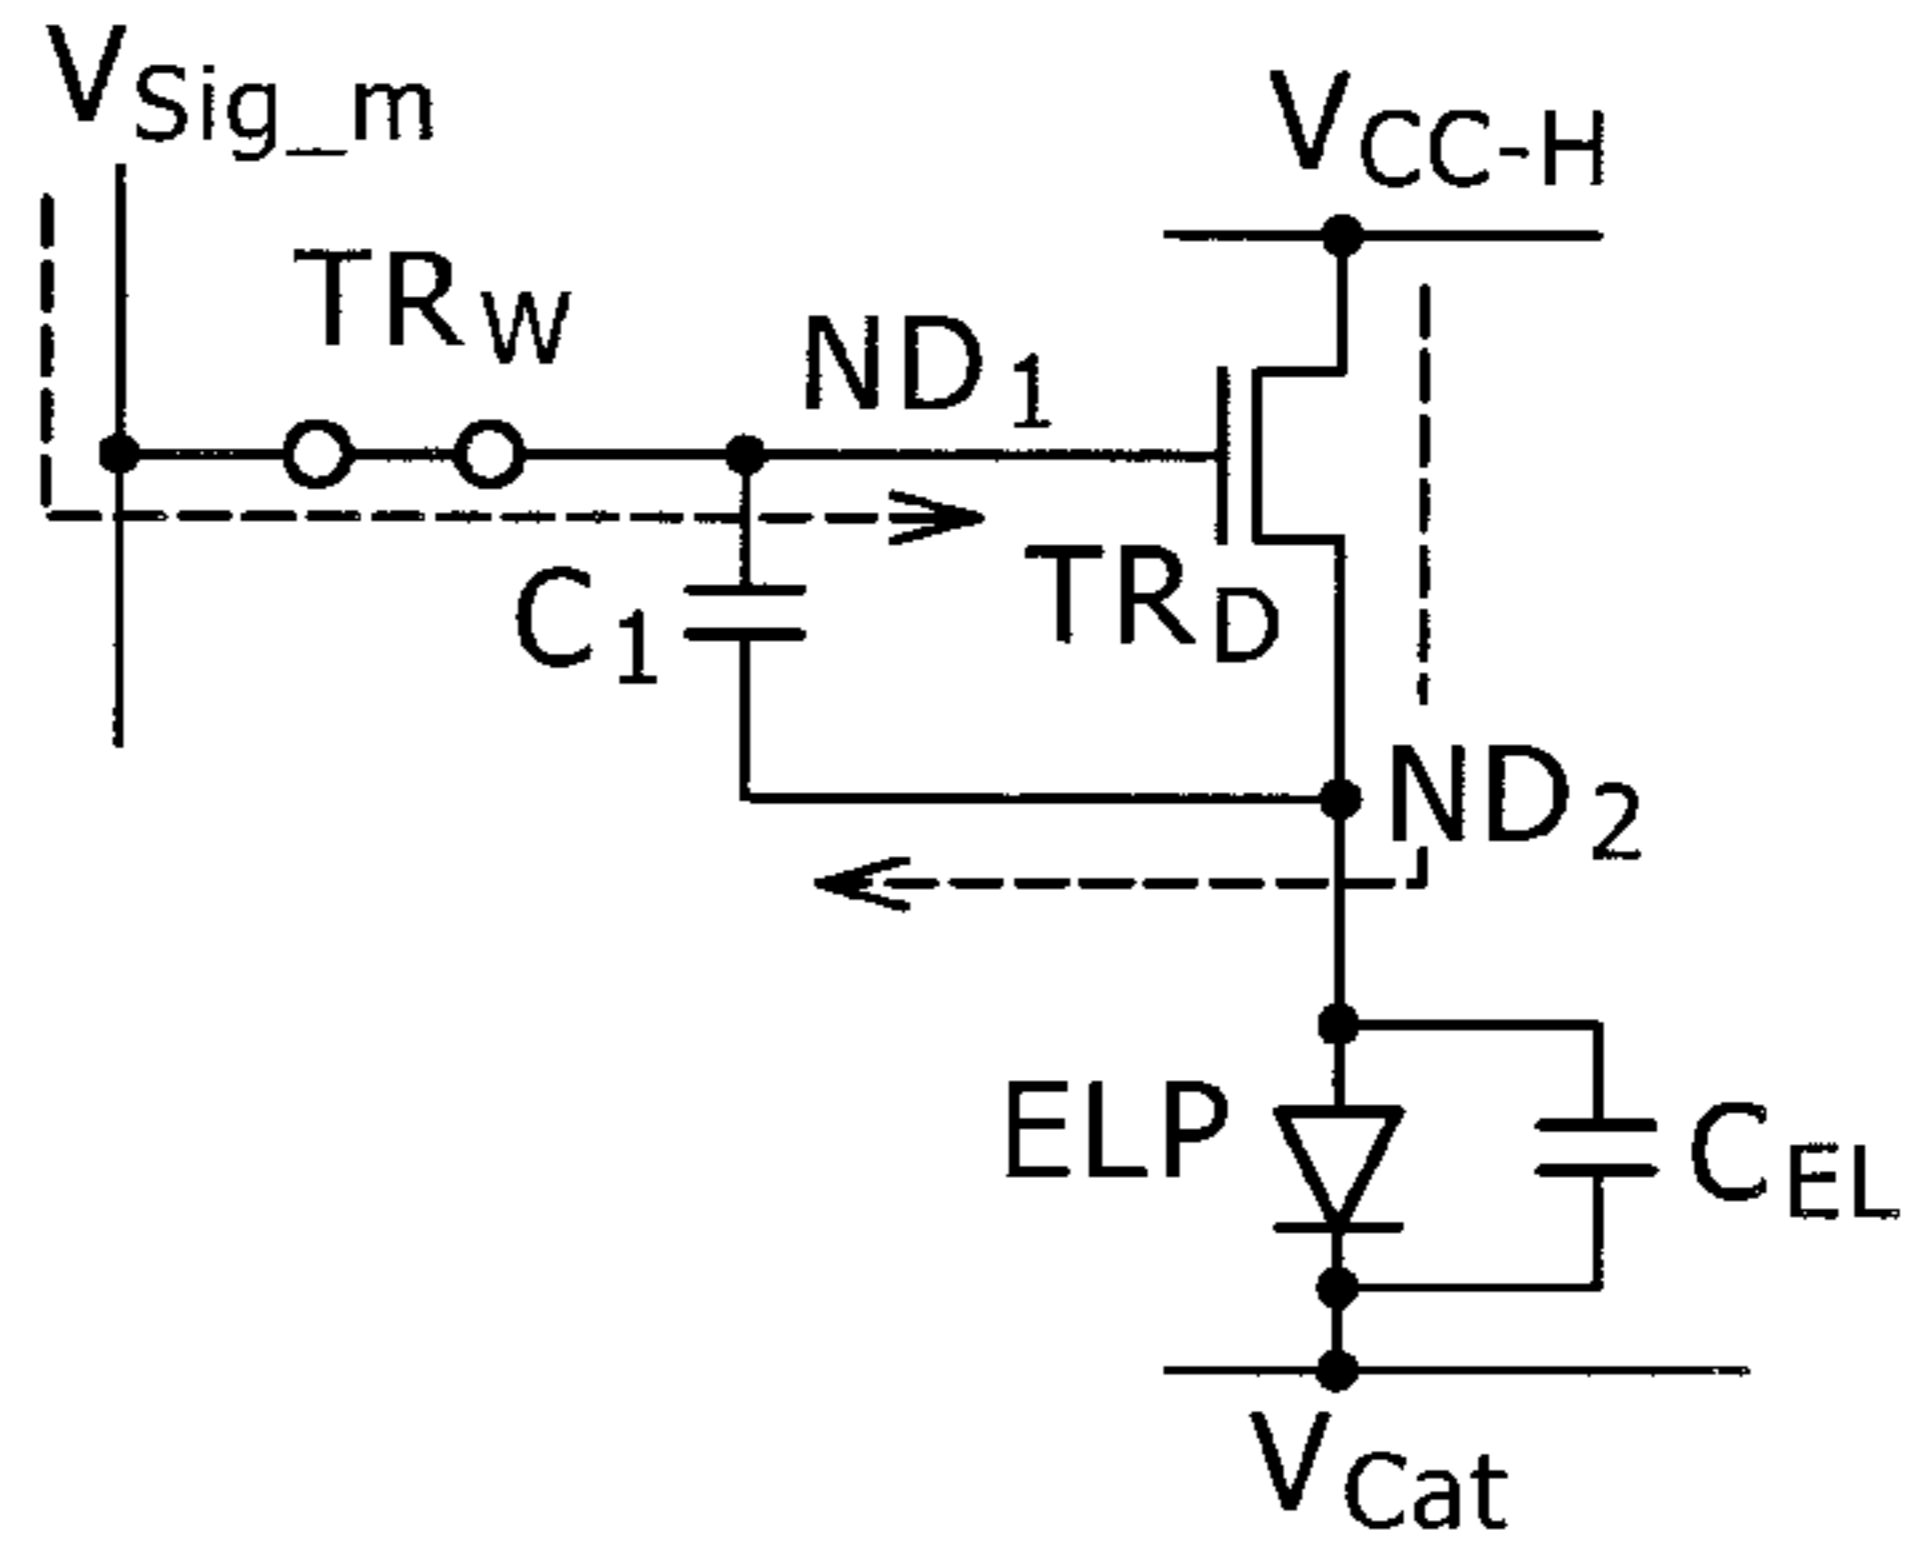 VSig_m
VCC-H
TRW
ND1
C1
TRD
ND2
ELP
CEL
VCat